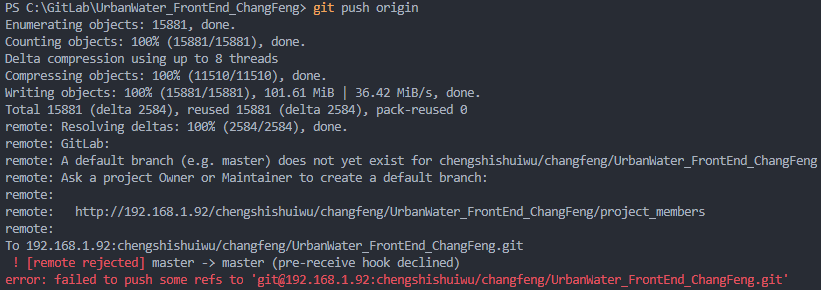 PS C:\GitLab\UrbanWater_FrontEnd_ChangFeng> git push origin
Enumerating objects: 15881, done.
Counting objects: 100% (15881/15881), done.
Delta compression using up to 8 threads
Compressing objects: 100% (11510/11510), done.
Writing objects: 100% (15881/15881), 101.61 MiB | 36.42 MiB/s, done.
Total 15881 (delta 2584), reused 15881 (delta 2584), pack-reused 0
remote: Resolving deltas: 100% (2584/2584), done.
remote: GitLab:
remote: A default branch (e.g. master) does not yet exist for chengshishuiwu/changfeng/UrbanWater_FrontEnd_ChangFeng
remote: Ask a project Owner or Maintainer to create a default branch:
remote:
remote:   http://192.168.1.92/chengshishuiwu/changfeng/UrbanWater_FrontEnd_ChangFeng/project_members
remote:
To 192.168.1.92:chengshishuiwu/changfeng/UrbanWater_FrontEnd_ChangFeng.git
 ! [remote rejected] master -> master (pre-receive hook declined)
error: failed to push some refs to 'git@192.168.1.92:chengshishuiwu/changfeng/UrbanWater_FrontEnd_ChangFeng.git'